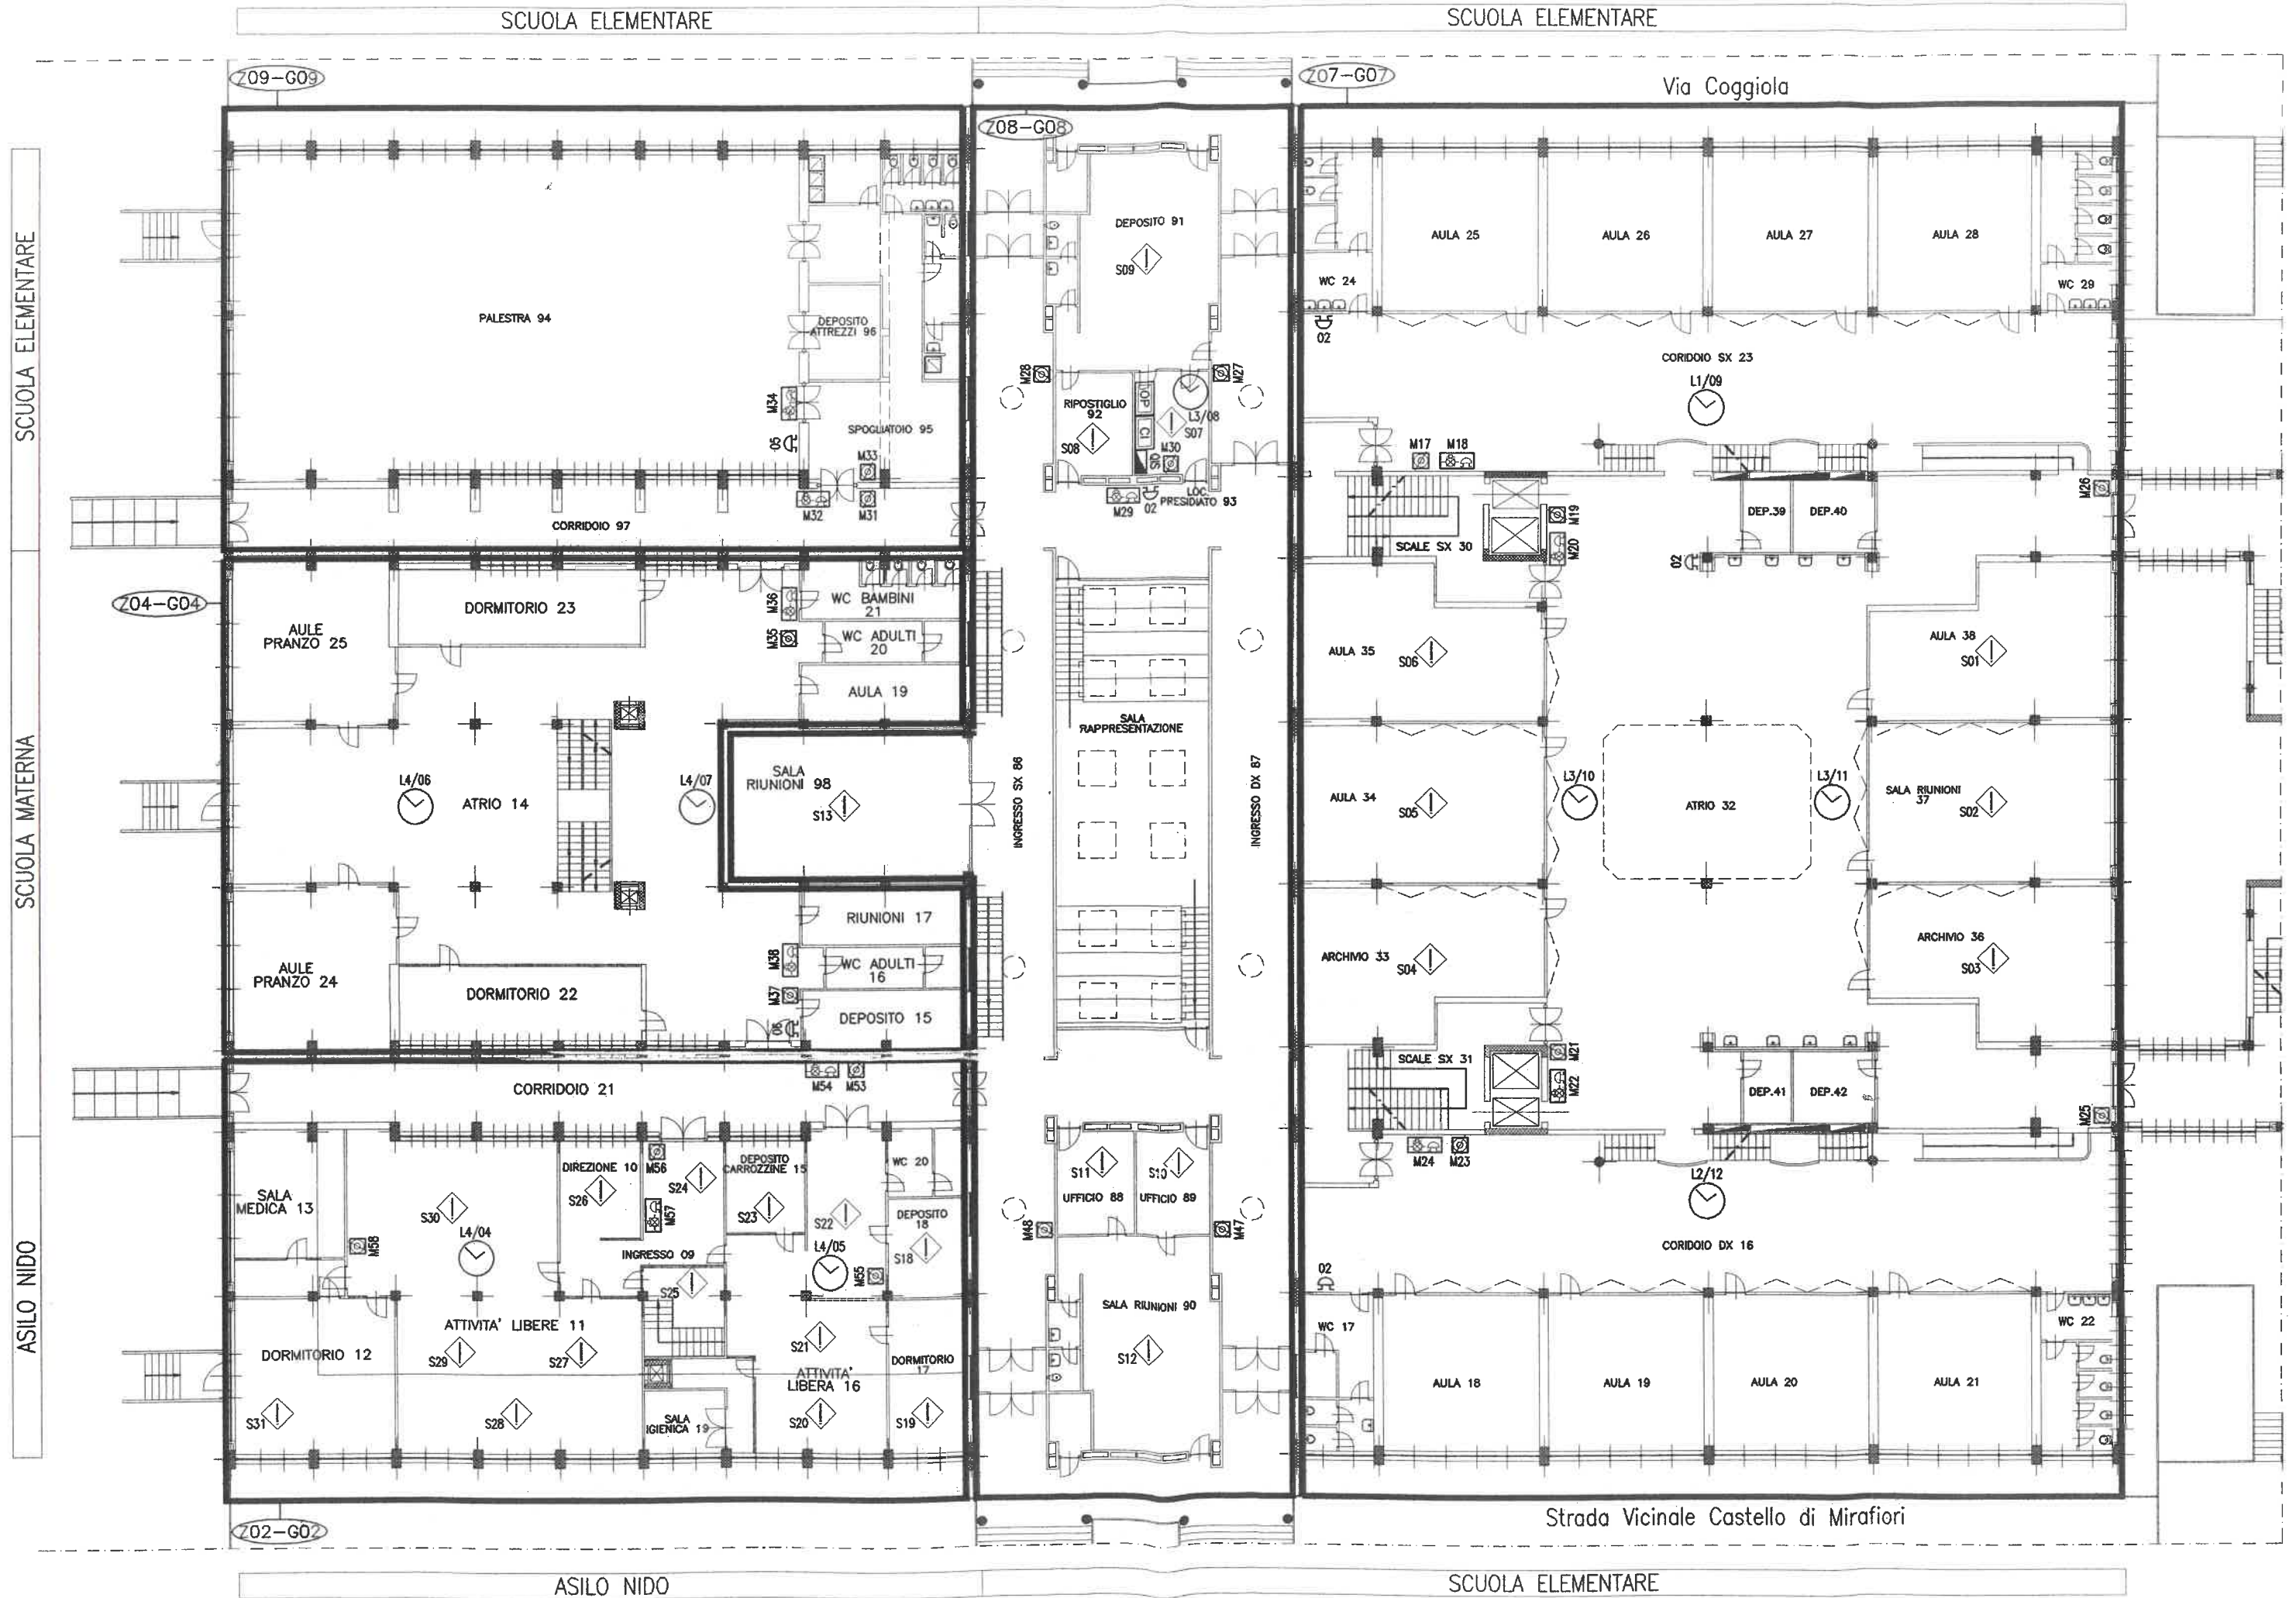 SCUOLA ELEMENTARE
SCUOLA ELEMENTARE
Z09-G09
Z07-G07
Via Coggiola
Z08-G08
SCUOLA ELEMENTARE
PALESTRA 94
DEPOSITO
ATTREZZI 96
M34
05
SPOGLIATOIO 95
M33
M32
M31
CORRIDOIO 97
DEPOSITO 91
S09
M28
M27
RIPOSTIGLIO
92
S08
OP
CI
L3/08
S07
M30
M29
02
LOC.
PRESIDIATO 93
AULA 25
AULA 26
AULA 27
AULA 28
WC 24
WC 29
02
CORIDOIO SX 23
L1/09
M17
M18
M26
M19
M20
SCALE SX 30
DEP.39
DEP.40
02
Z04-G04
SCUOLA MATERNA
AULE
PRANZO 25
DORMITORIO 23
M36
M35
WC BAMBINI
21
WC ADULTI
20
AULA 19
L4/06
ATRIO 14
L4/07
SALA
RIUNIONI 98
S13
INGRESSO SX 86
SALA
RAPPRESENTAZIONE
INGRESSO DX 87
AULA 35
S06
AULA 38
S01
AULA 34
S05
L3/10
ATRIO 32
L3/11
SALA RIUNIONI
37
S02
ARCHIVIO 33
S04
ARCHIVIO 36
S03
AULE
PRANZO 24
DORMITORIO 22
RIUNIONI 17
M38
WC ADULTI
16
M37
DEPOSITO 15
SCALE SX 31
M21
M22
DEP.41
DEP.42
M25
M24
M23
CORRIDOIO 21
M54
M53
ASILO NIDO
SALA
MEDICA 13
M58
S30
L4/04
DIREZIONE 10
S26
M56
S24
M57
DEPOSITO
CARROZZINE 15
S23
S22
WC 20
DEPOSITO
18
S18
INGRESSO 09
S25
L4/05
M55
ATTIVITA' LIBERE 11
DORMITORIO 12
S29
S27
S21
S31
S28
ATTIVITA'
LIBERA 16
S20
DORMITORIO
17
S19
SALA
IGIENICA 19
S11
S10
UFFICIO 88
UFFICIO 89
M48
M47
SALA RIUNIONI 90
S12
L2/12
CORIDOIO DX 16
02
WC 17
WC 22
AULA 18
AULA 19
AULA 20
AULA 21
Z02-G02
Strada Vicinale Castello di Mirafiori
ASILO NIDO
SCUOLA ELEMENTARE